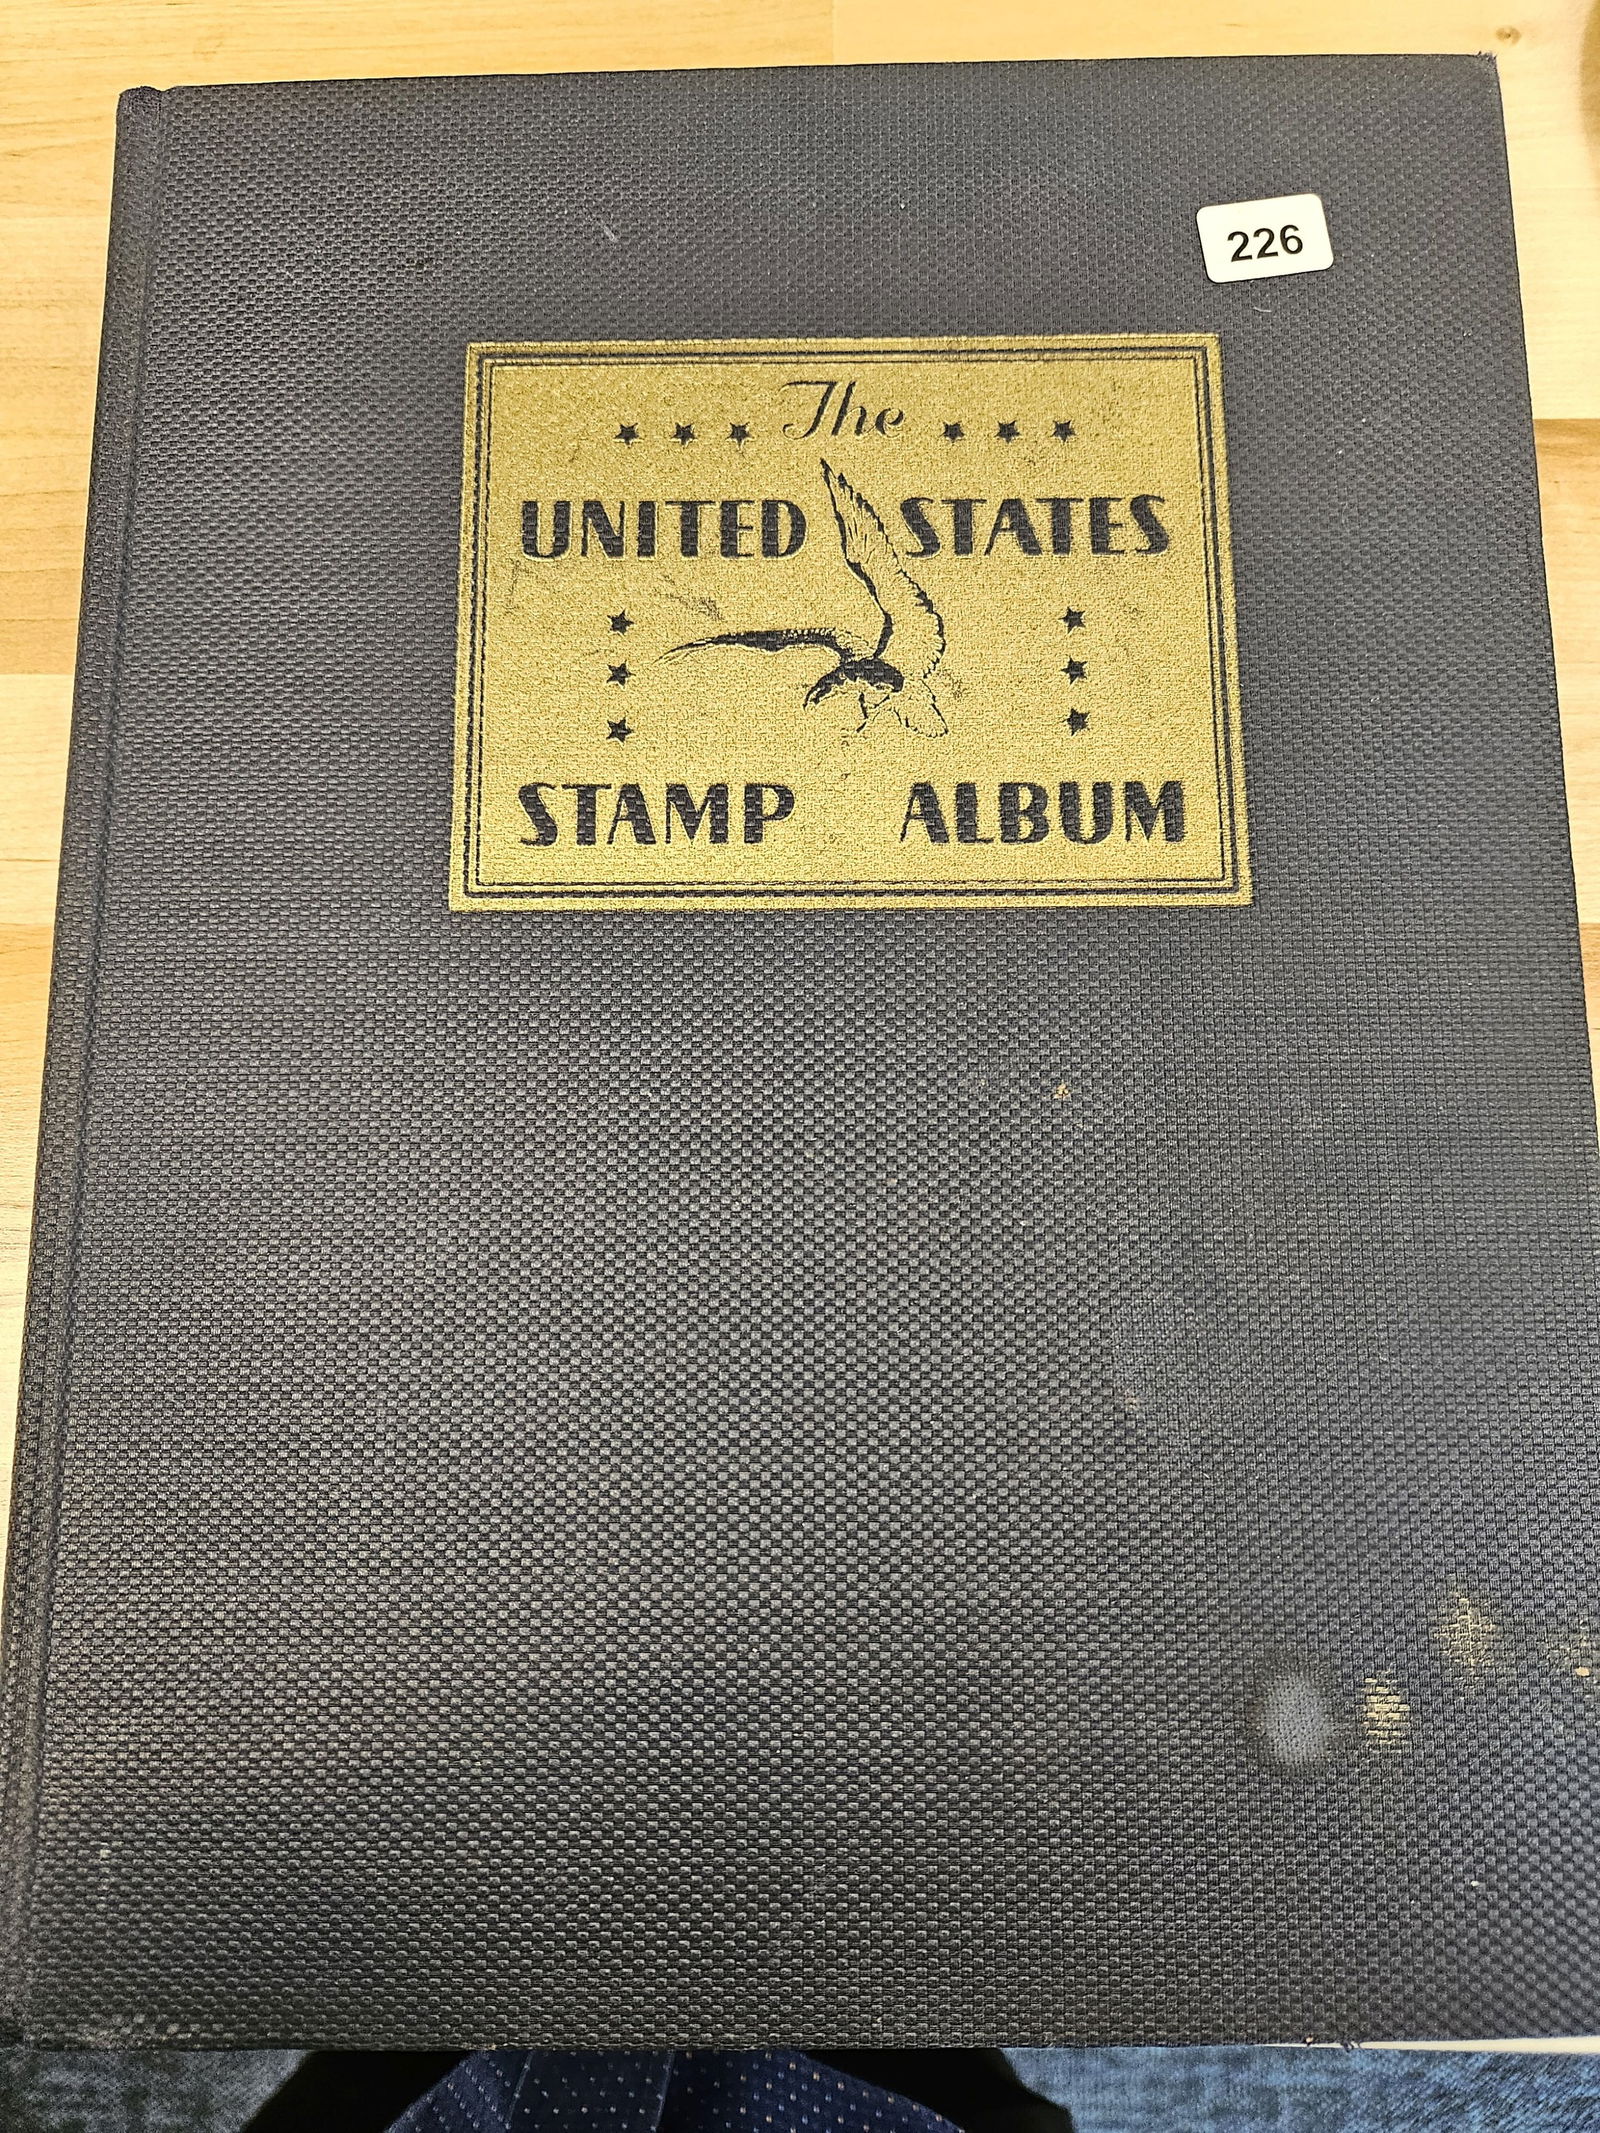 226
The
UNITED STATES
STAMP ALBUM